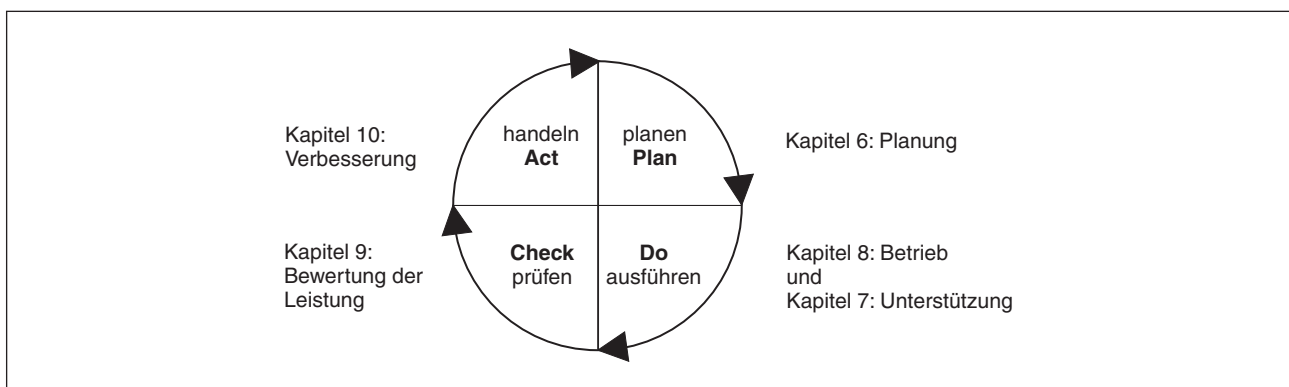 Kapitel 10:
Verbesserung
handeln
Act
planen
Plan
Kapitel 6: Planung
Kapitel 9:
Bewertung der
Leistung
Check
prüfen
Do
ausführen
Kapitel 8: Betrieb
und
Kapitel 7: Unterstützung